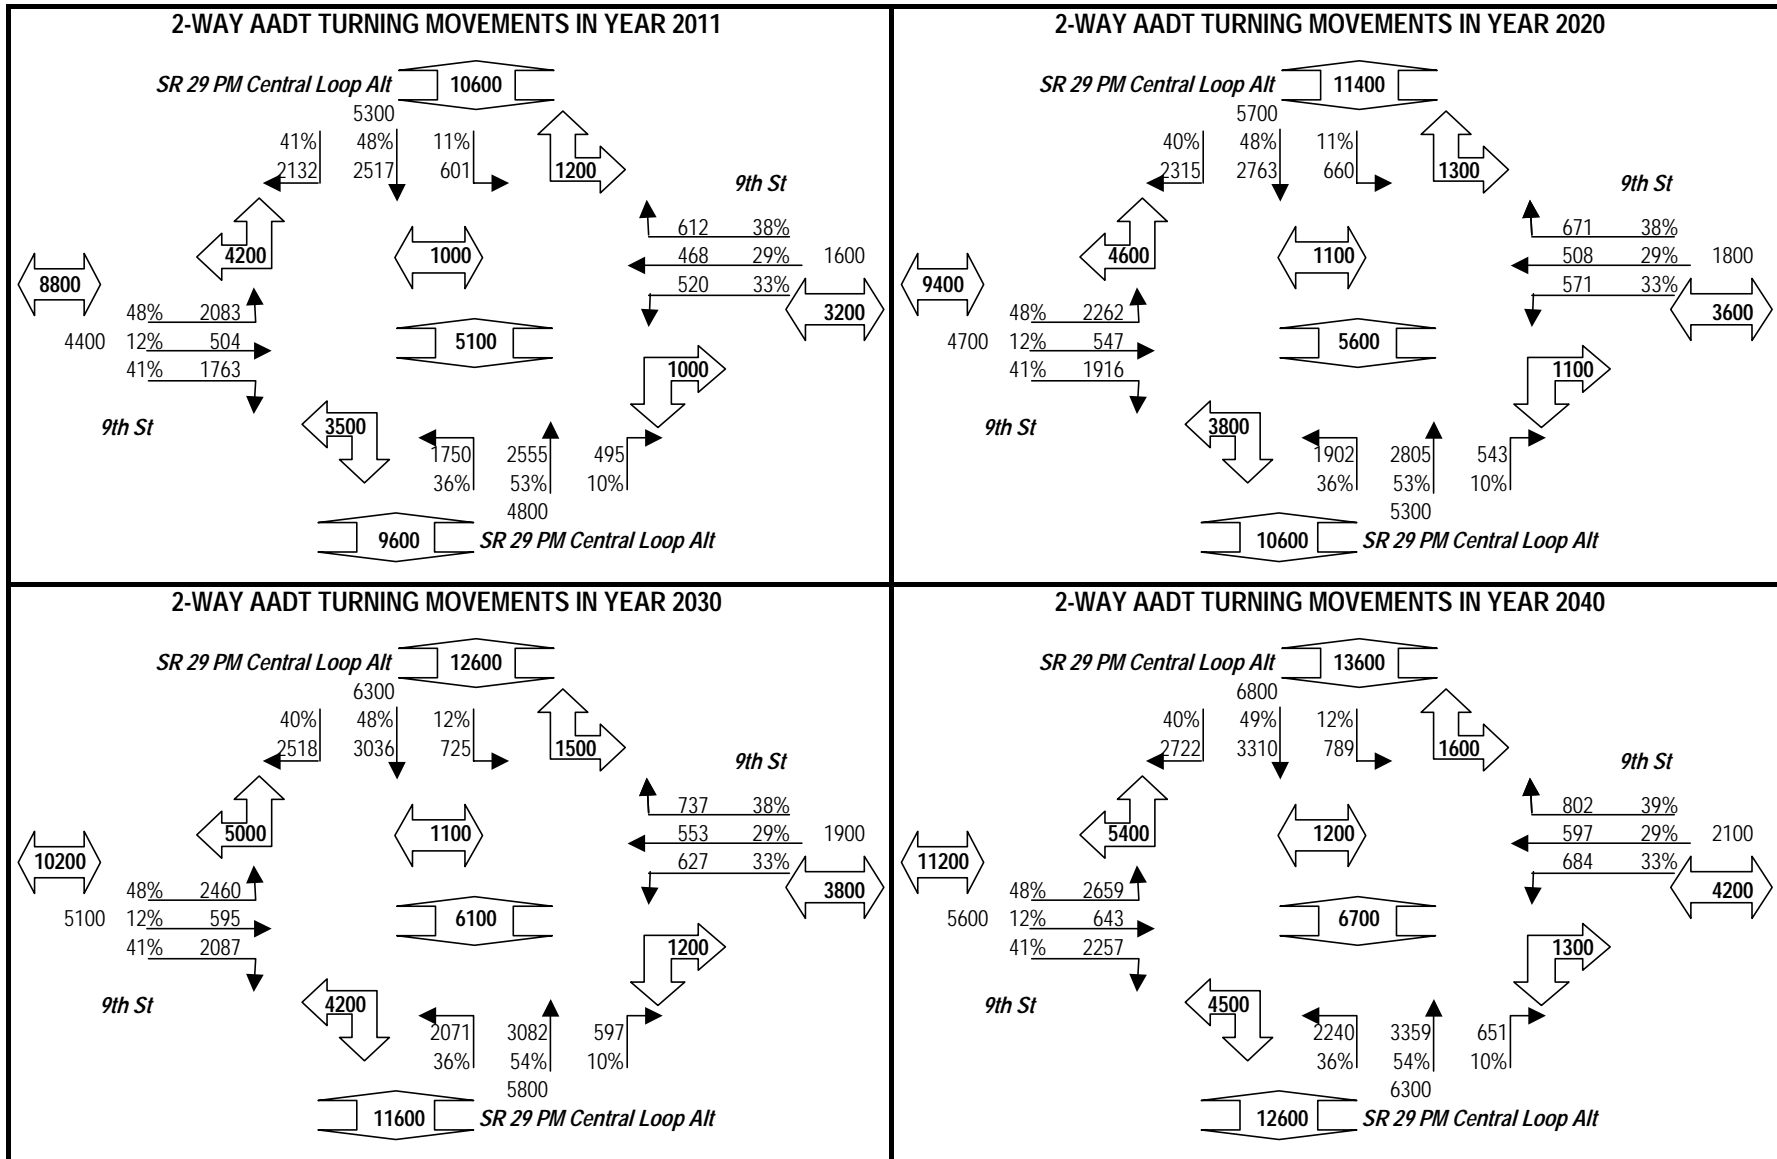 2-WAY AADT TURNING MOVEMENTS IN YEAR 2011
SR 29 PM Central Loop Alt 10600
5300
41% 48% 11%
2132 2517 601 1200
9th St
612 38%
4200 1000 468 29% 1600
520 33%
8800
3200
48% 2083
4400 12% 504 5100
41% 1763 1000
9th St 3500
1750 2555 495
36% 53% 10%
4800
9600 SR 29 PM Central Loop Alt
2-WAY AADT TURNING MOVEMENTS IN YEAR 2020
SR 29 PM Central Loop Alt 11400
5700
40% 48% 11%
2315 2763 660 1300
9th St
671 38%
4600 1100 508 29% 1800
571 33%
9400
3600
48% 2262
4700 12% 547 5600
41% 1916 1100
9th St 3800
1902 2805 543
36% 53% 10%
5300
10600 SR 29 PM Central Loop Alt
2-WAY AADT TURNING MOVEMENTS IN YEAR 2030
SR 29 PM Central Loop Alt 12600
6300
40% 48% 12%
2518 3036 725 1500
9th St
737 38%
5000 1100 553 29% 1900
627 33%
10200
3800
48% 2460
5100 12% 595 6100
41% 2087 1200
9th St 4200
2071 3082 597
36% 54% 10%
5800
11600 SR 29 PM Central Loop Alt
2-WAY AADT TURNING MOVEMENTS IN YEAR 2040
SR 29 PM Central Loop Alt 13600
6800
40% 49% 12%
2722 3310 789 1600
9th St
802 39%
5400 1200 597 29% 2100
684 33%
11200
4200
48% 2659
5600 12% 643 6700
41% 2257 1300
9th St 4500
2240 3359 651
36% 54% 10%
6300
12600 SR 29 PM Central Loop Alt